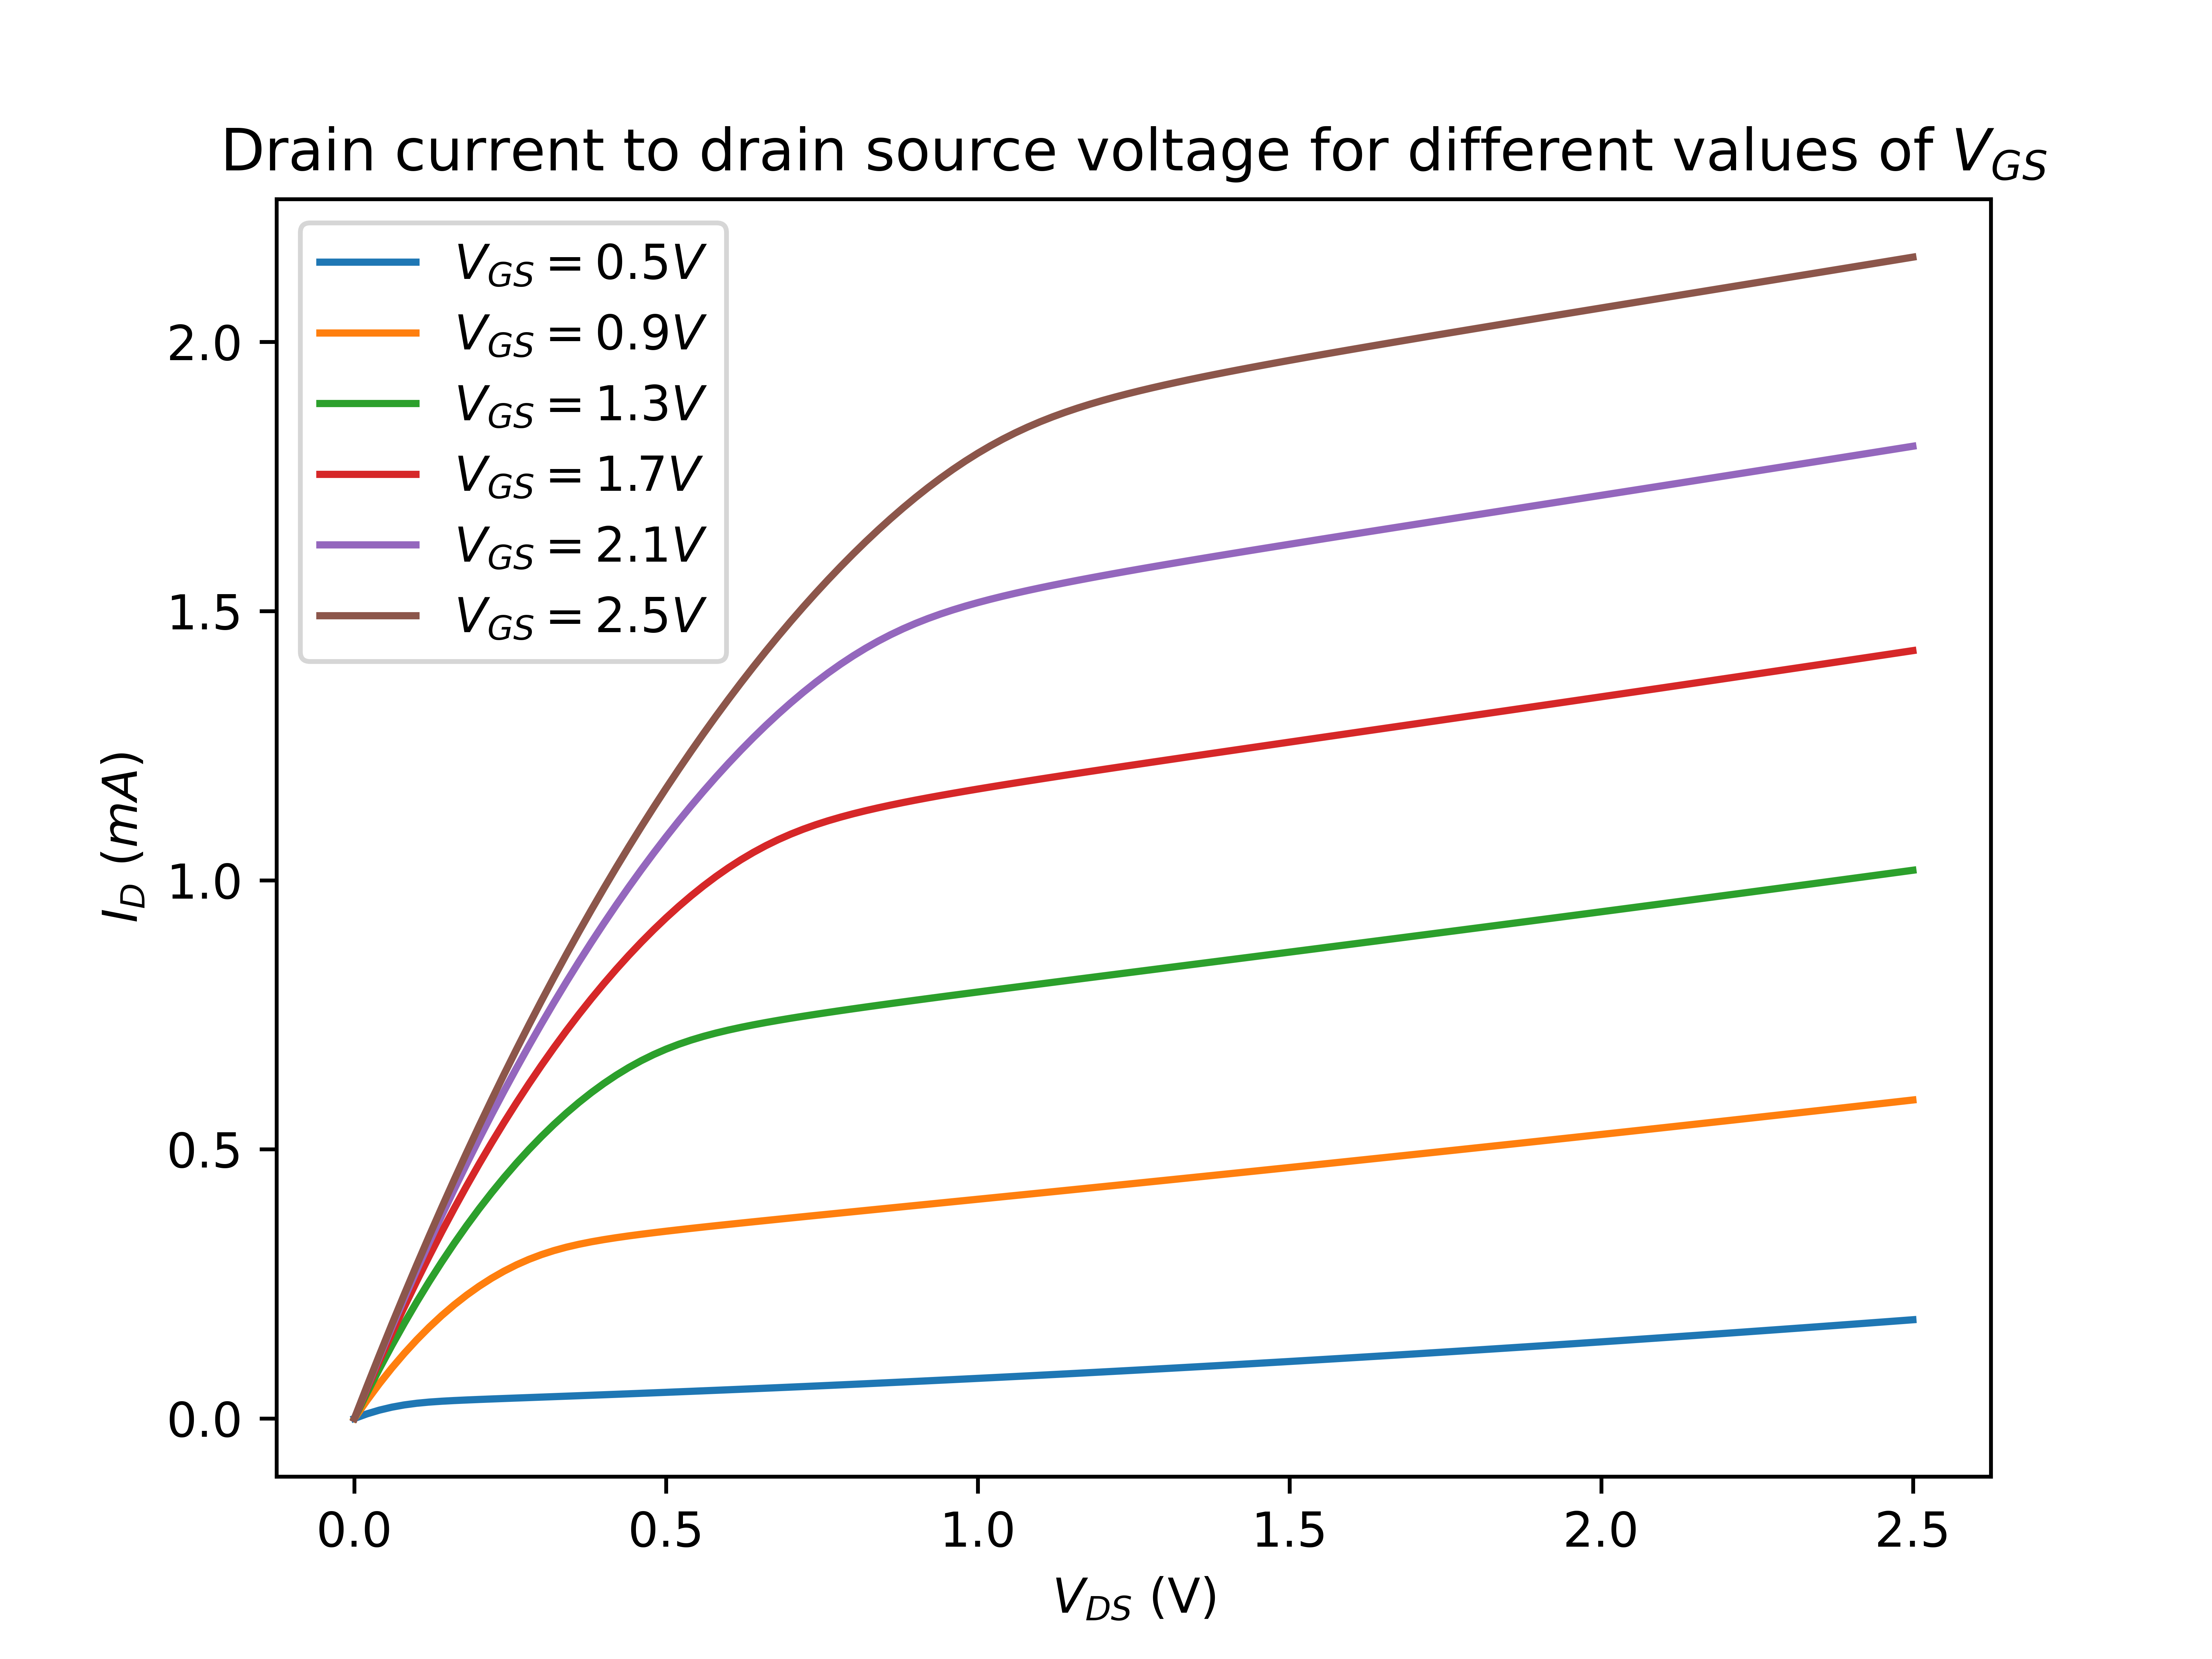 Drain current to drain source voltage for different values of V_GS
V_GS = 0.5V
V_GS = 0.9V
V_GS = 1.3V
V_GS = 1.7V
V_GS = 2.1V
V_GS = 2.5V
I_D (mA)
2.0
1.5
1.0
0.5
0.0
0.0 0.5 1.0 1.5 2.0 2.5
V_DS (V)